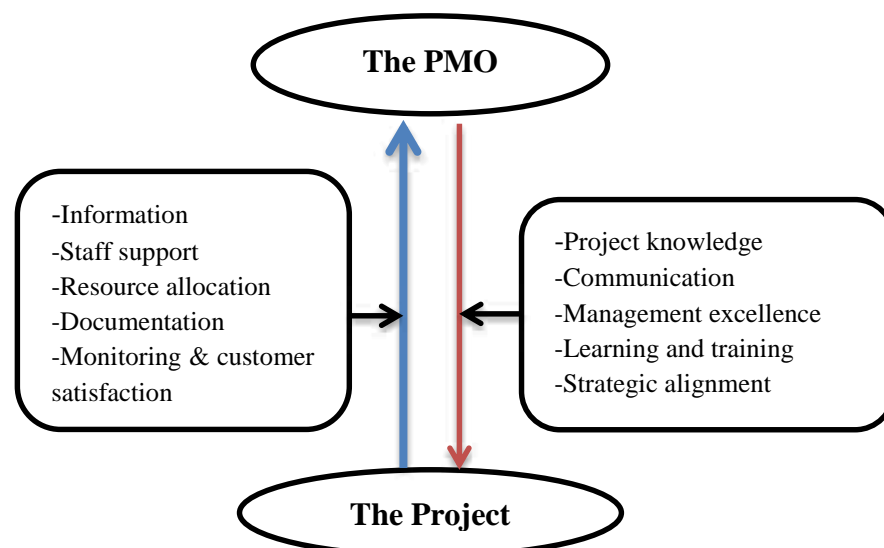 The PMO
-Information
-Staff support
-Resource allocation
-Documentation
-Monitoring & customer
satisfaction
-Project knowledge
-Communication
-Management excellence
-Learning and training
-Strategic alignment
The Project